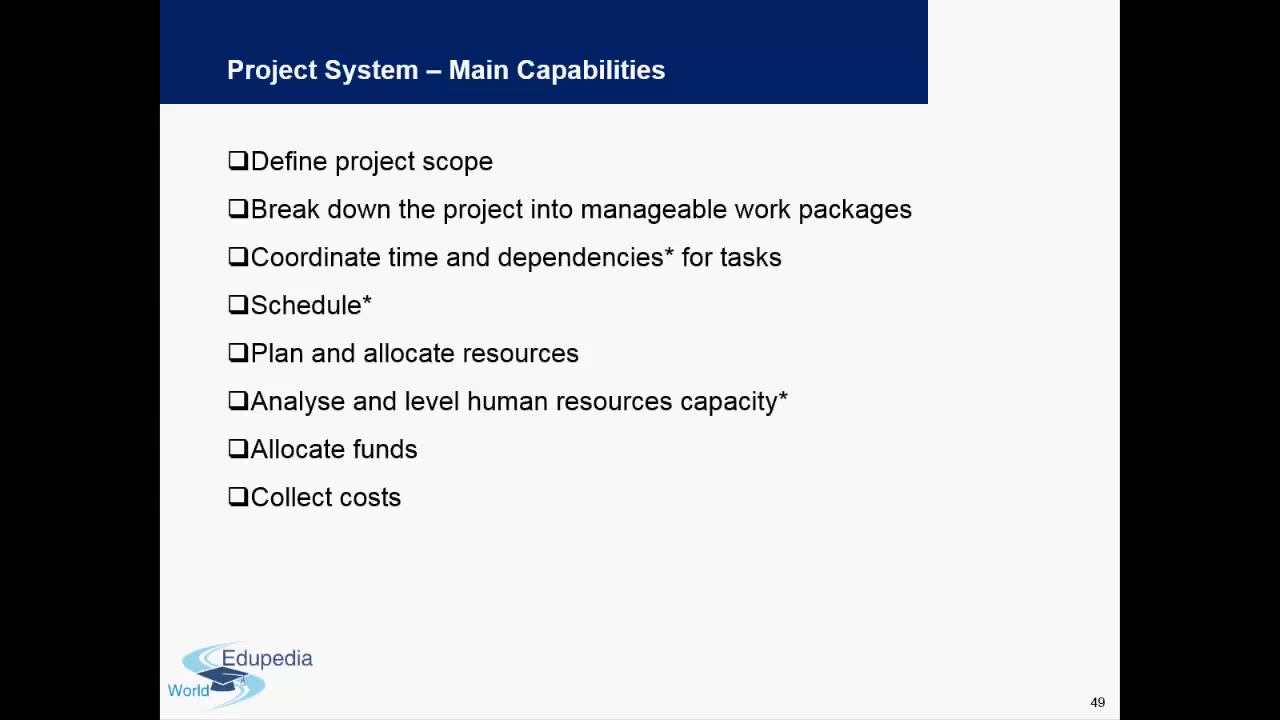 Project System – Main Capabilities
❑Define project scope
❑Break down the project into manageable work packages
❑Coordinate time and dependencies* for tasks
❑Schedule*
❑Plan and allocate resources
❑Analyse and level human resources capacity*
❑Allocate funds
❑Collect costs
Edupedia
World
49